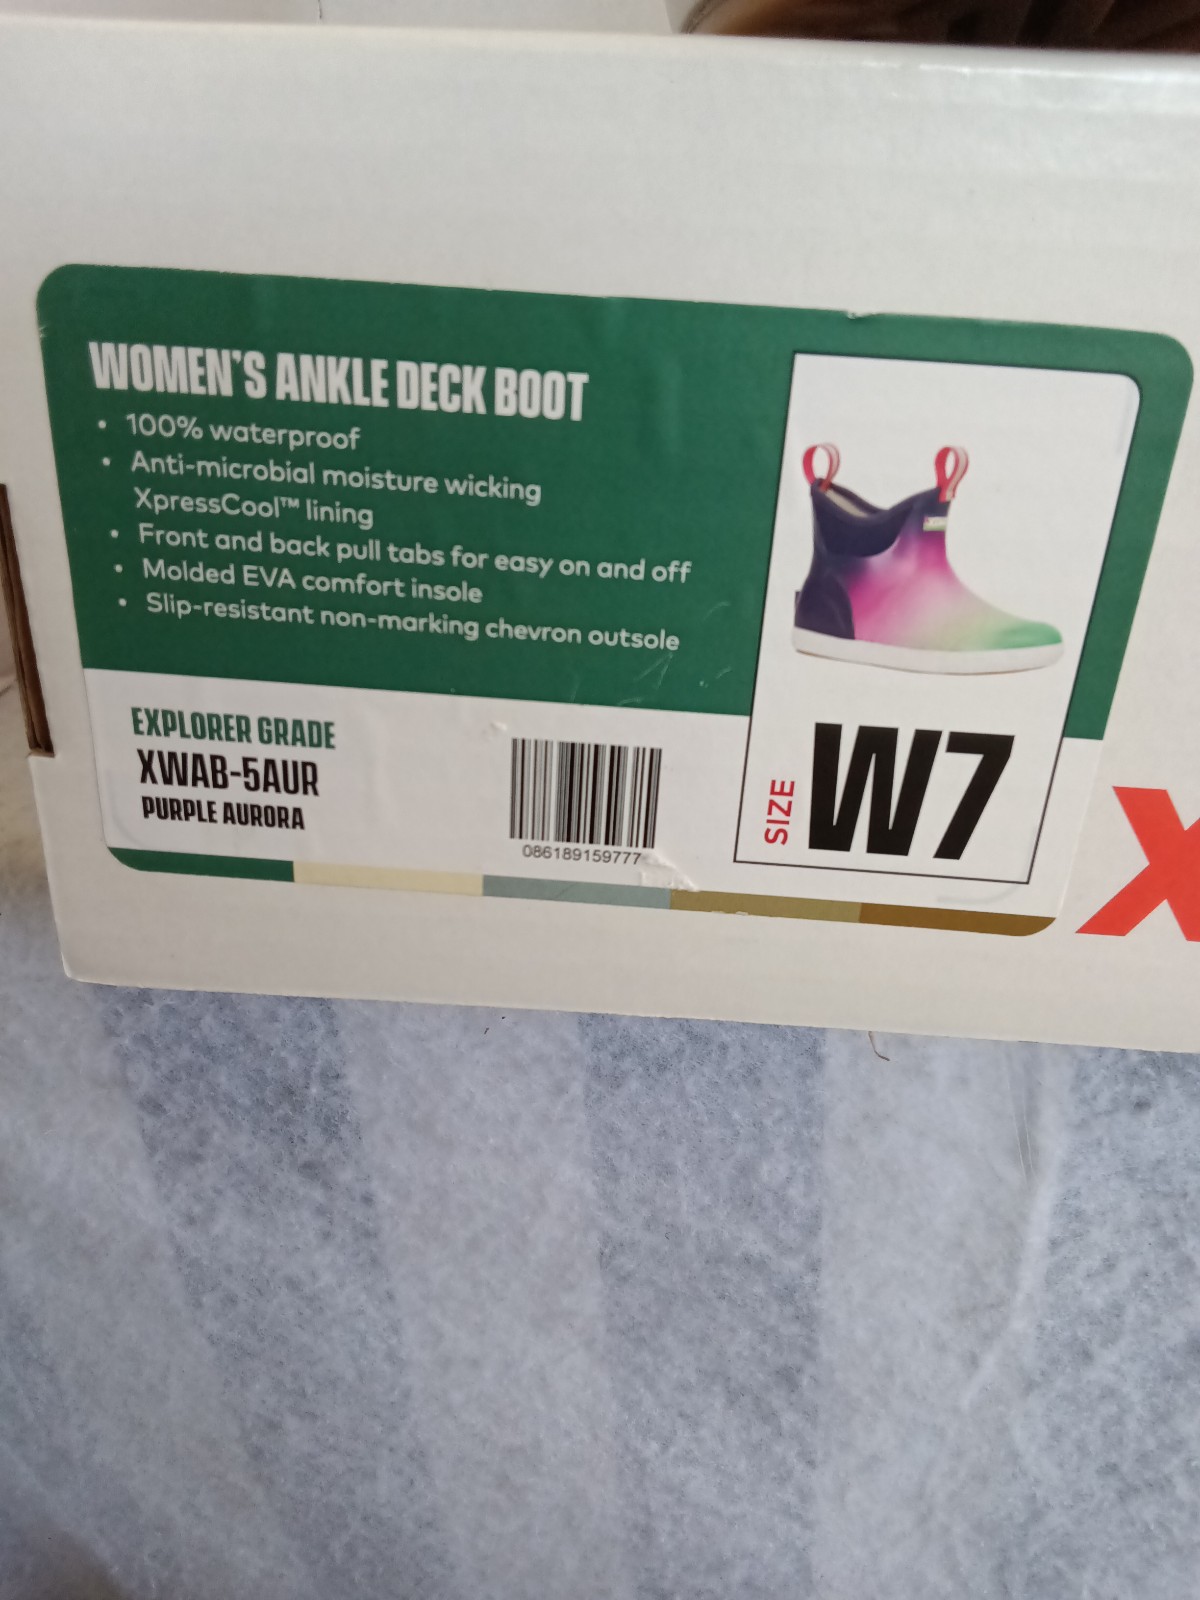 WOMEN'S ANKLE DECK BOOT
• 100% waterproof
• Anti-microbial moisture wicking
XpressCool™ lining
• Front and back pull tabs for easy on and off
• Molded EVA comfort insole
• Slip-resistant non-marking chevron outsole
EXPLORER GRADE
XWAB-5AUR
PURPLE AURORA
086189159777
SIZE
W7
X